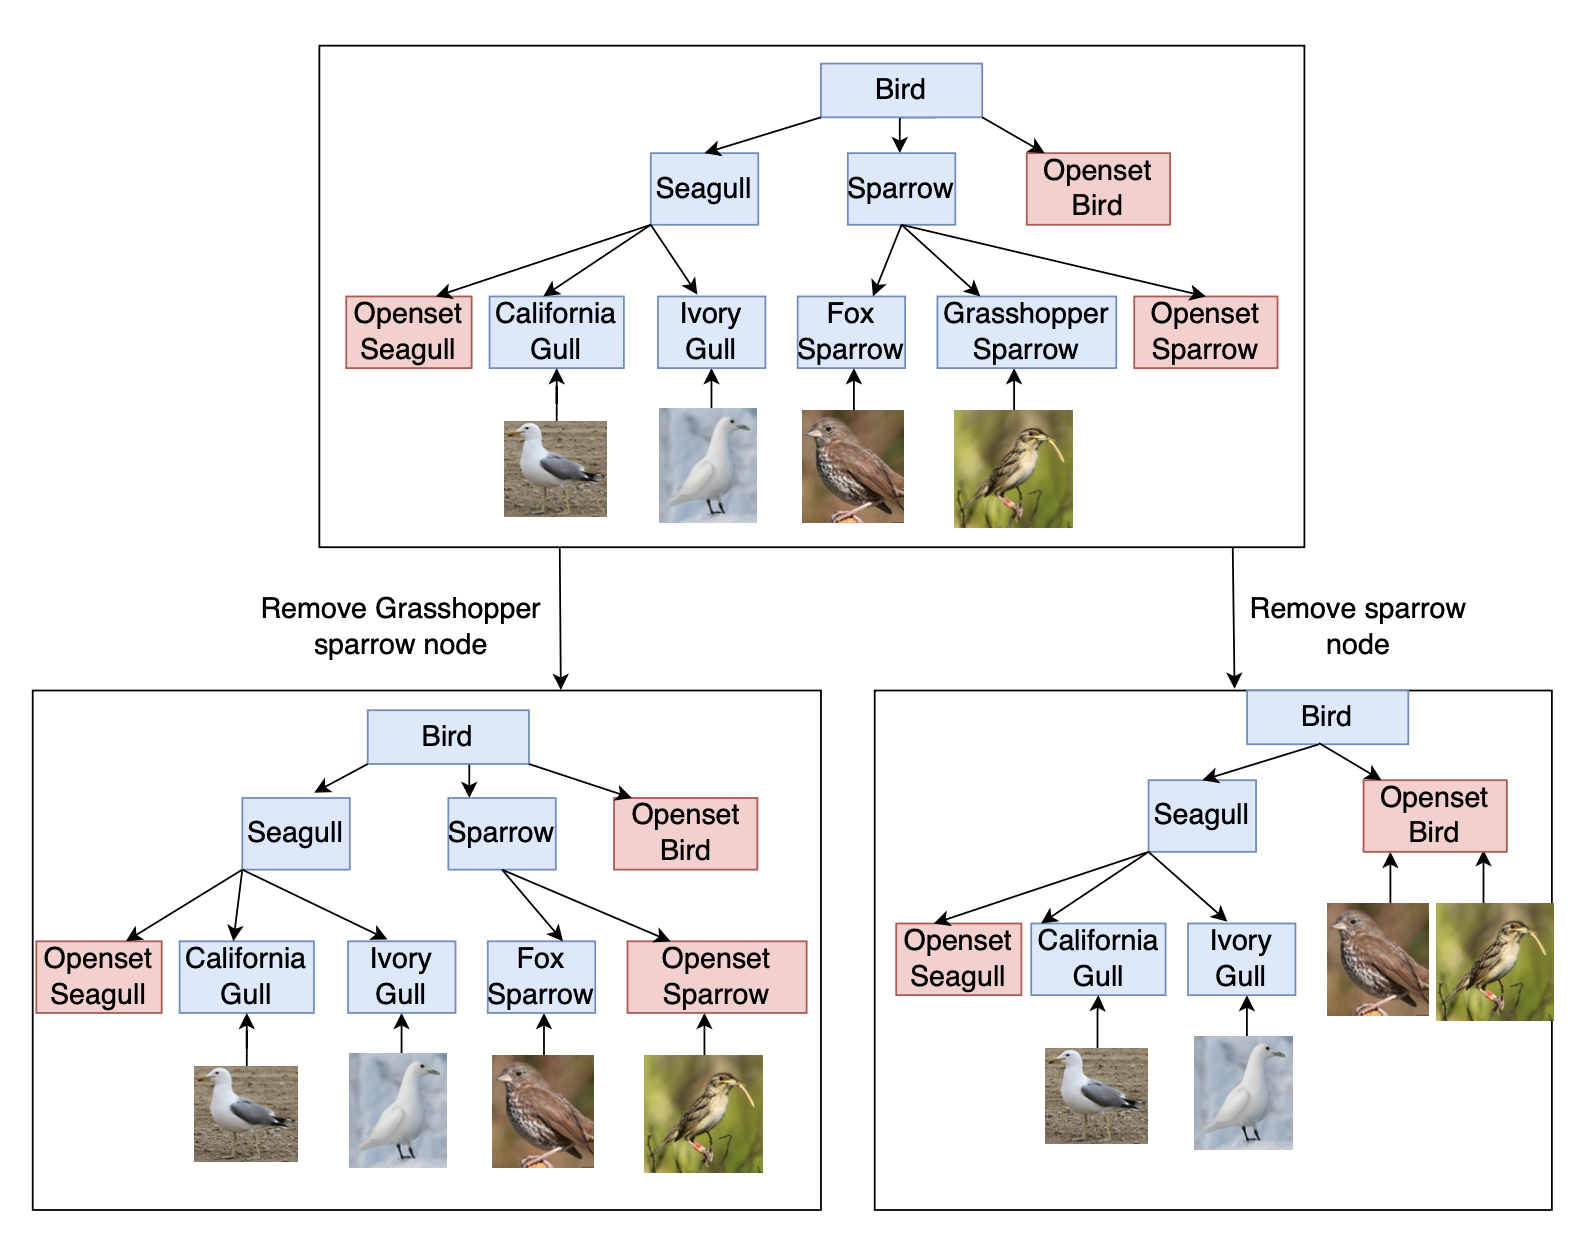 Bird
Seagull
Sparrow
Openset
Bird
Openset
Seagull
California
Gull
Ivory
Gull
Fox
Sparrow
Grasshopper
Sparrow
Openset
Sparrow
Remove Grasshopper
sparrow node
Remove sparrow
node
Bird
Seagull
Sparrow
Openset
Bird
Openset
Seagull
California
Gull
Ivory
Gull
Fox
Sparrow
Openset
Sparrow
Bird
Seagull
Openset
Bird
Openset
Seagull
California
Gull
Ivory
Gull